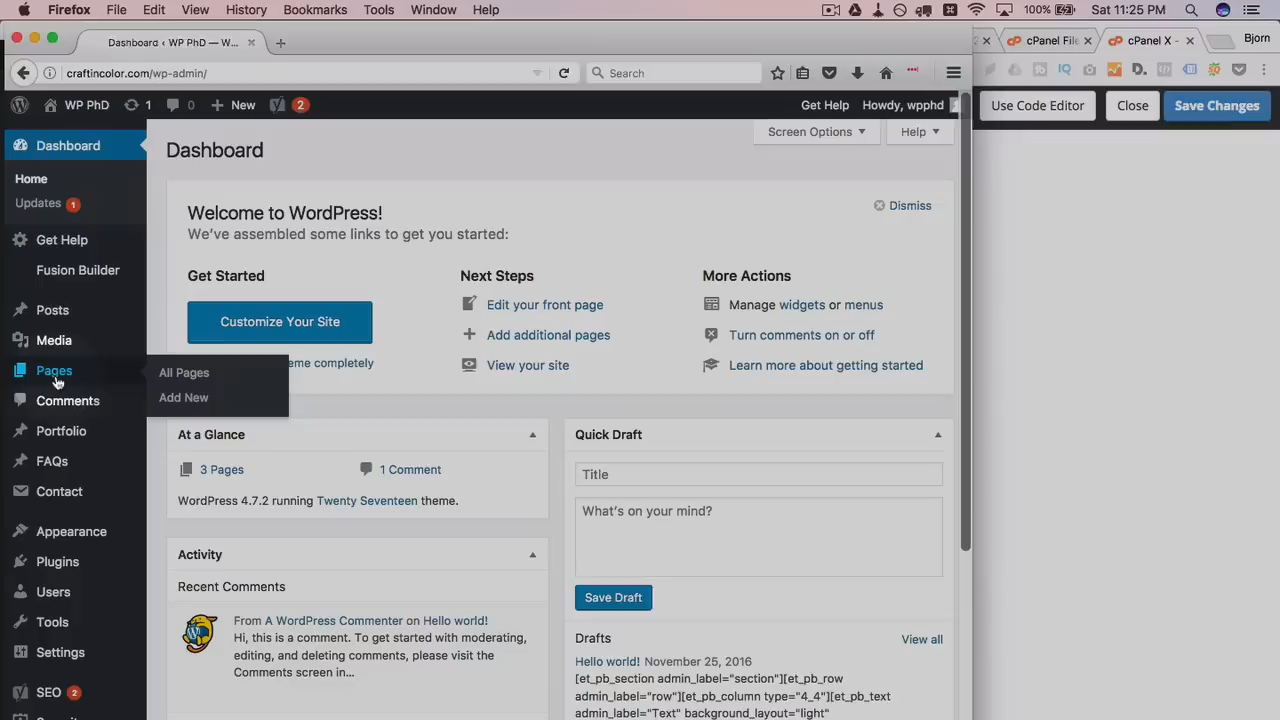 Firefox File Edit View History Bookmarks Tools Window Help 100% Sat 11:25 PM
Dashboard ‹ WP PhD — W...
cPanel File
cPanel X -
Bjorn
craftincolor.com/wp-admin/
Search
WP PhD 1 0 New 2 Get Help Howdy, wpphd
Use Code Editor Close Save Changes
Dashboard
Home
Updates 1
Get Help
Fusion Builder
Posts
Media
Pages
All Pages
Add New
Comments
Portfolio
FAQs
Contact
Appearance
Plugins
Users
Tools
Settings
SEO 2
Screen Options Help
Dashboard
Welcome to WordPress!
Dismiss
We've assembled some links to get you started:
Get Started
Customize Your Site
eme completely
Next Steps
Edit your front page
Add additional pages
View your site
More Actions
Manage widgets or menus
Turn comments on or off
Learn more about getting started
At a Glance
3 Pages 1 Comment
WordPress 4.7.2 running Twenty Seventeen theme.
Activity
Recent Comments
From A WordPress Commenter on Hello world!
Hi, this is a comment. To get started with moderating,
editing, and deleting comments, please visit the
Comments screen in...
Quick Draft
Title
What's on your mind?
Save Draft
Drafts View all
Hello world! November 25, 2016
[et_pb_section admin_label="section"][et_pb_row
admin_label="row"][et_pb_column type="4_4"][et_pb_text
admin_label="Text" background_layout="light"